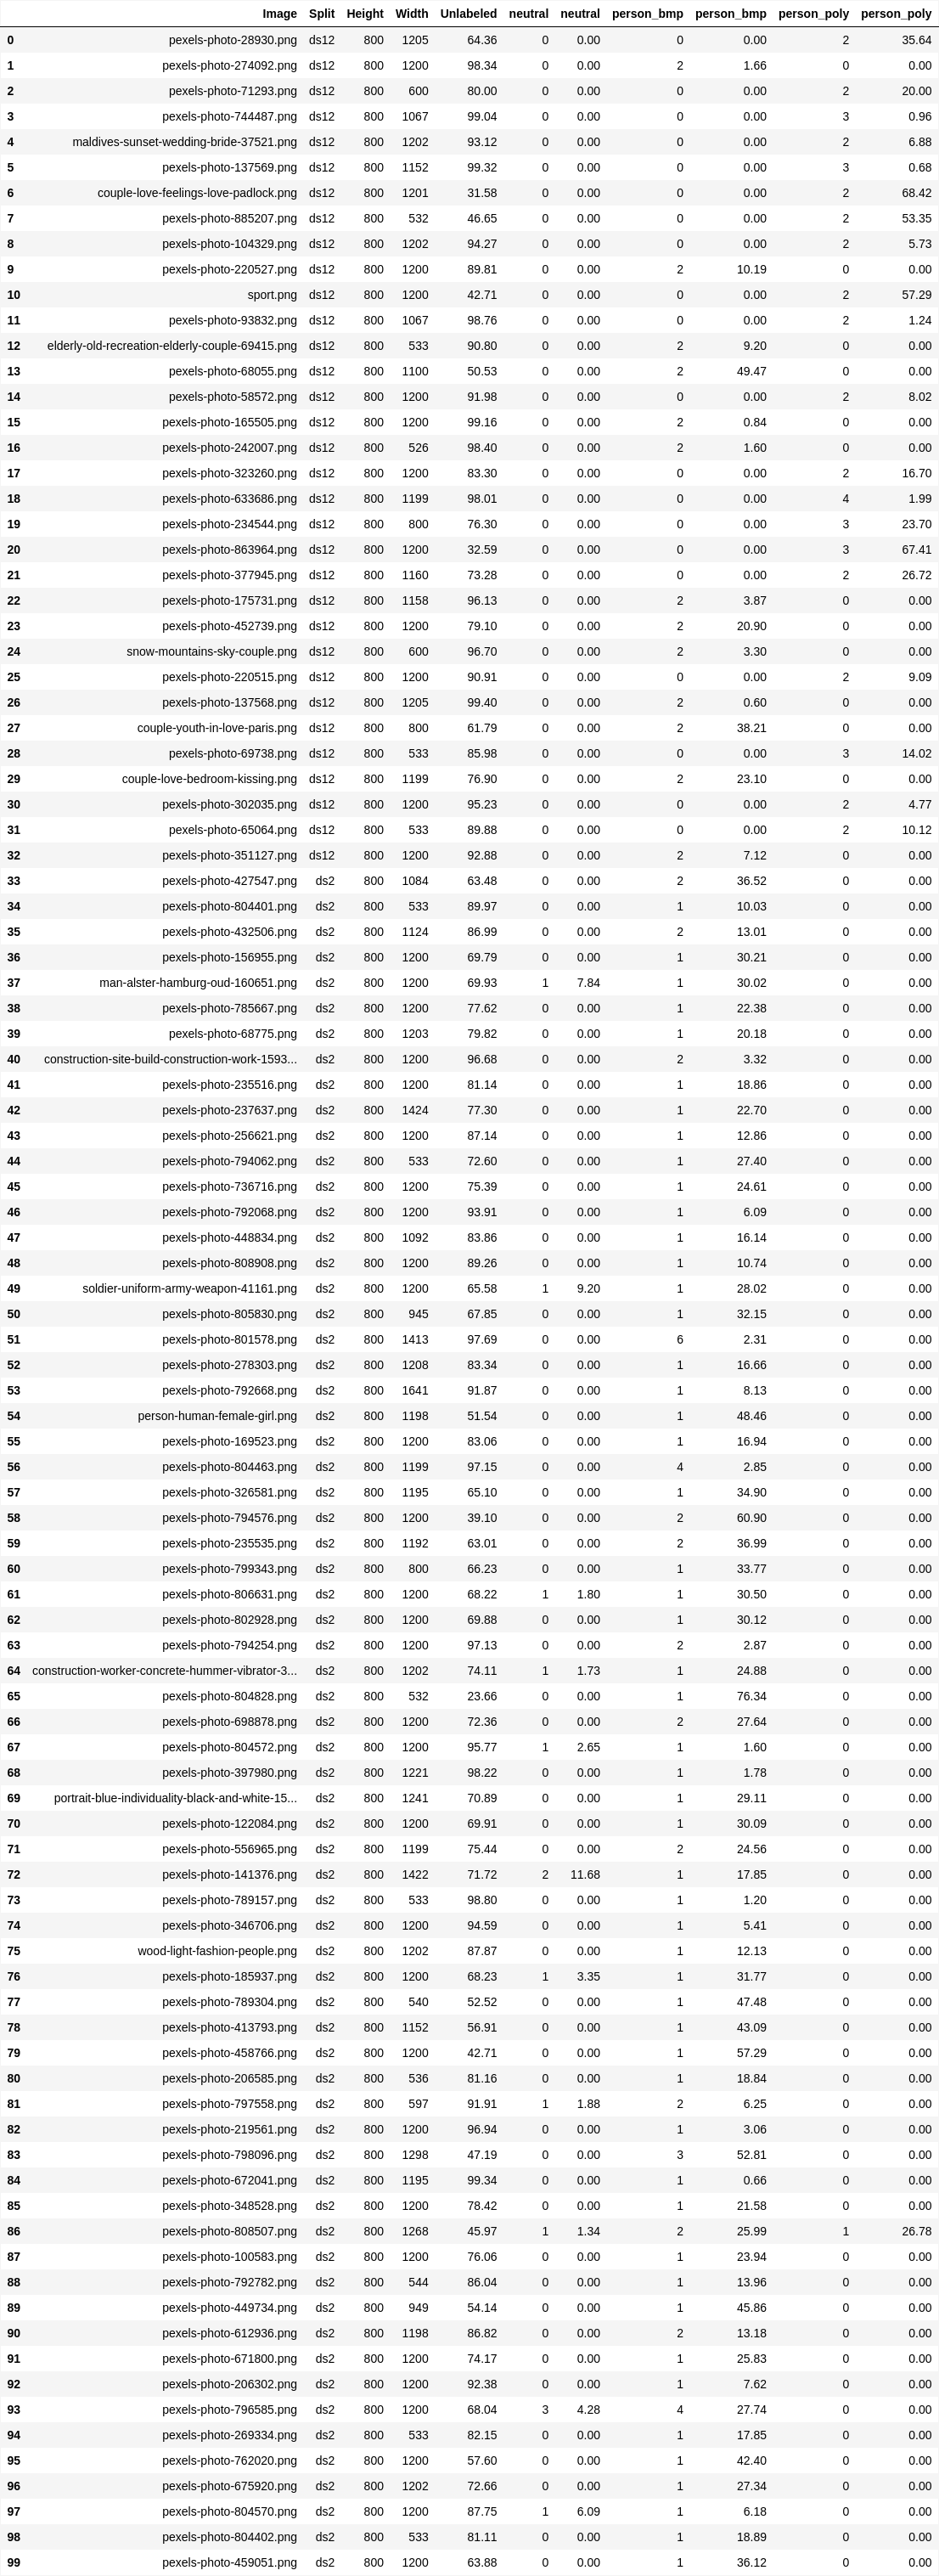 Image Split Height Width Unlabeled neutral neutral person_bmp person_bmp person_poly person_poly
0 pexels-photo-28930.png ds12 800 1205 64.36 0 0.00 0 0.00 2 35.64
1 pexels-photo-274092.png ds12 800 1200 98.34 0 0.00 2 1.66 0 0.00
2 pexels-photo-71293.png ds12 800 600 80.00 0 0.00 0 0.00 2 20.00
3 pexels-photo-744487.png ds12 800 1067 99.04 0 0.00 0 0.00 3 0.96
4 maldives-sunset-wedding-bride-37521.png ds12 800 1202 93.12 0 0.00 0 0.00 2 6.88
5 pexels-photo-137569.png ds12 800 1152 99.32 0 0.00 0 0.00 3 0.68
6 couple-love-feelings-love-padlock.png ds12 800 1201 31.58 0 0.00 0 0.00 2 68.42
7 pexels-photo-885207.png ds12 800 532 46.65 0 0.00 0 0.00 2 53.35
8 pexels-photo-104329.png ds12 800 1202 94.27 0 0.00 0 0.00 2 5.73
9 pexels-photo-220527.png ds12 800 1200 89.81 0 0.00 2 10.19 0 0.00
10 sport.png ds12 800 1200 42.71 0 0.00 0 0.00 2 57.29
11 pexels-photo-93832.png ds12 800 1067 98.76 0 0.00 0 0.00 2 1.24
12 elderly-old-recreation-elderly-couple-69415.png ds12 800 533 90.80 0 0.00 2 9.20 0 0.00
13 pexels-photo-68055.png ds12 800 1100 50.53 0 0.00 2 49.47 0 0.00
14 pexels-photo-58572.png ds12 800 1200 91.98 0 0.00 0 0.00 2 8.02
15 pexels-photo-165505.png ds12 800 1200 99.16 0 0.00 2 0.84 0 0.00
16 pexels-photo-242007.png ds12 800 526 98.40 0 0.00 2 1.60 0 0.00
17 pexels-photo-323260.png ds12 800 1200 83.30 0 0.00 0 0.00 2 16.70
18 pexels-photo-633686.png ds12 800 1199 98.01 0 0.00 0 0.00 4 1.99
19 pexels-photo-234544.png ds12 800 800 76.30 0 0.00 0 0.00 3 23.70
20 pexels-photo-863964.png ds12 800 1200 32.59 0 0.00 0 0.00 3 67.41
21 pexels-photo-377945.png ds12 800 1160 73.28 0 0.00 0 0.00 2 26.72
22 pexels-photo-175731.png ds12 800 1158 96.13 0 0.00 2 3.87 0 0.00
23 pexels-photo-452739.png ds12 800 1200 79.10 0 0.00 2 20.90 0 0.00
24 snow-mountains-sky-couple.png ds12 800 600 96.70 0 0.00 2 3.30 0 0.00
25 pexels-photo-220515.png ds12 800 1200 90.91 0 0.00 0 0.00 2 9.09
26 pexels-photo-137568.png ds12 800 1205 99.40 0 0.00 2 0.60 0 0.00
27 couple-youth-in-love-paris.png ds12 800 800 61.79 0 0.00 2 38.21 0 0.00
28 pexels-photo-69738.png ds12 800 533 85.98 0 0.00 0 0.00 3 14.02
29 couple-love-bedroom-kissing.png ds12 800 1199 76.90 0 0.00 2 23.10 0 0.00
30 pexels-photo-302035.png ds12 800 1200 95.23 0 0.00 0 0.00 2 4.77
31 pexels-photo-65064.png ds12 800 533 89.88 0 0.00 0 0.00 2 10.12
32 pexels-photo-351127.png ds12 800 1200 92.88 0 0.00 2 7.12 0 0.00
33 pexels-photo-427547.png ds2 800 1084 63.48 0 0.00 2 36.52 0 0.00
34 pexels-photo-804401.png ds2 800 533 89.97 0 0.00 1 10.03 0 0.00
35 pexels-photo-432506.png ds2 800 1124 86.99 0 0.00 2 13.01 0 0.00
36 pexels-photo-156955.png ds2 800 1200 69.79 0 0.00 1 30.21 0 0.00
37 man-alster-hamburg-oud-160651.png ds2 800 1200 69.93 1 7.84 1 30.02 0 0.00
38 pexels-photo-785667.png ds2 800 1200 77.62 0 0.00 1 22.38 0 0.00
39 pexels-photo-68775.png ds2 800 1203 79.82 0 0.00 1 20.18 0 0.00
40 construction-site-build-construction-work-1593... ds2 800 1200 96.68 0 0.00 2 3.32 0 0.00
41 pexels-photo-235516.png ds2 800 1200 81.14 0 0.00 1 18.86 0 0.00
42 pexels-photo-237637.png ds2 800 1424 77.30 0 0.00 1 22.70 0 0.00
43 pexels-photo-256621.png ds2 800 1200 87.14 0 0.00 1 12.86 0 0.00
44 pexels-photo-794062.png ds2 800 533 72.60 0 0.00 1 27.40 0 0.00
45 pexels-photo-736716.png ds2 800 1200 75.39 0 0.00 1 24.61 0 0.00
46 pexels-photo-792068.png ds2 800 1200 93.91 0 0.00 1 6.09 0 0.00
47 pexels-photo-448834.png ds2 800 1092 83.86 0 0.00 1 16.14 0 0.00
48 pexels-photo-808908.png ds2 800 1200 89.26 0 0.00 1 10.74 0 0.00
49 soldier-uniform-army-weapon-41161.png ds2 800 1200 65.58 1 9.20 1 28.02 0 0.00
50 pexels-photo-805830.png ds2 800 945 67.85 0 0.00 1 32.15 0 0.00
51 pexels-photo-801578.png ds2 800 1413 97.69 0 0.00 6 2.31 0 0.00
52 pexels-photo-278303.png ds2 800 1208 83.34 0 0.00 1 16.66 0 0.00
53 pexels-photo-792668.png ds2 800 1641 91.87 0 0.00 1 8.13 0 0.00
54 person-human-female-girl.png ds2 800 1198 51.54 0 0.00 1 48.46 0 0.00
55 pexels-photo-169523.png ds2 800 1200 83.06 0 0.00 1 16.94 0 0.00
56 pexels-photo-804463.png ds2 800 1199 97.15 0 0.00 4 2.85 0 0.00
57 pexels-photo-326581.png ds2 800 1195 65.10 0 0.00 1 34.90 0 0.00
58 pexels-photo-794576.png ds2 800 1200 39.10 0 0.00 2 60.90 0 0.00
59 pexels-photo-235535.png ds2 800 1192 63.01 0 0.00 2 36.99 0 0.00
60 pexels-photo-799343.png ds2 800 800 66.23 0 0.00 1 33.77 0 0.00
61 pexels-photo-806631.png ds2 800 1200 68.22 1 1.80 1 30.50 0 0.00
62 pexels-photo-802928.png ds2 800 1200 69.88 0 0.00 1 30.12 0 0.00
63 pexels-photo-794254.png ds2 800 1200 97.13 0 0.00 2 2.87 0 0.00
64 construction-worker-concrete-hummer-vibrator-3... ds2 800 1202 74.11 1 1.73 1 24.88 0 0.00
65 pexels-photo-804828.png ds2 800 532 23.66 0 0.00 1 76.34 0 0.00
66 pexels-photo-698878.png ds2 800 1200 72.36 0 0.00 2 27.64 0 0.00
67 pexels-photo-804572.png ds2 800 1200 95.77 1 2.65 1 1.60 0 0.00
68 pexels-photo-397980.png ds2 800 1221 98.22 0 0.00 1 1.78 0 0.00
69 portrait-blue-individuality-black-and-white-15... ds2 800 1241 70.89 0 0.00 1 29.11 0 0.00
70 pexels-photo-122084.png ds2 800 1200 69.91 0 0.00 1 30.09 0 0.00
71 pexels-photo-556965.png ds2 800 1199 75.44 0 0.00 2 24.56 0 0.00
72 pexels-photo-141376.png ds2 800 1422 71.72 2 11.68 1 17.85 0 0.00
73 pexels-photo-789157.png ds2 800 533 98.80 0 0.00 1 1.20 0 0.00
74 pexels-photo-346706.png ds2 800 1200 94.59 0 0.00 1 5.41 0 0.00
75 wood-light-fashion-people.png ds2 800 1202 87.87 0 0.00 1 12.13 0 0.00
76 pexels-photo-185937.png ds2 800 1200 68.23 1 3.35 1 31.77 0 0.00
77 pexels-photo-789304.png ds2 800 540 52.52 0 0.00 1 47.48 0 0.00
78 pexels-photo-413793.png ds2 800 1152 56.91 0 0.00 1 43.09 0 0.00
79 pexels-photo-458766.png ds2 800 1200 42.71 0 0.00 1 57.29 0 0.00
80 pexels-photo-206585.png ds2 800 536 81.16 0 0.00 1 18.84 0 0.00
81 pexels-photo-797558.png ds2 800 597 91.91 1 1.88 2 6.25 0 0.00
82 pexels-photo-219561.png ds2 800 1200 96.94 0 0.00 1 3.06 0 0.00
83 pexels-photo-798096.png ds2 800 1298 47.19 0 0.00 3 52.81 0 0.00
84 pexels-photo-672041.png ds2 800 1195 99.34 0 0.00 1 0.66 0 0.00
85 pexels-photo-348528.png ds2 800 1200 78.42 0 0.00 1 21.58 0 0.00
86 pexels-photo-808507.png ds2 800 1268 45.97 1 1.34 2 25.99 1 26.78
87 pexels-photo-100583.png ds2 800 1200 76.06 0 0.00 1 23.94 0 0.00
88 pexels-photo-792782.png ds2 800 544 86.04 0 0.00 1 13.96 0 0.00
89 pexels-photo-449734.png ds2 800 949 54.14 0 0.00 1 45.86 0 0.00
90 pexels-photo-612936.png ds2 800 1198 86.82 0 0.00 2 13.18 0 0.00
91 pexels-photo-671800.png ds2 800 1200 74.17 0 0.00 1 25.83 0 0.00
92 pexels-photo-206302.png ds2 800 1200 92.38 0 0.00 1 7.62 0 0.00
93 pexels-photo-796585.png ds2 800 1200 68.04 3 4.28 4 27.74 0 0.00
94 pexels-photo-269334.png ds2 800 533 82.15 0 0.00 1 17.85 0 0.00
95 pexels-photo-762020.png ds2 800 1200 57.60 0 0.00 1 42.40 0 0.00
96 pexels-photo-675920.png ds2 800 1202 72.66 0 0.00 1 27.34 0 0.00
97 pexels-photo-804570.png ds2 800 1200 87.75 1 6.09 1 6.18 0 0.00
98 pexels-photo-804402.png ds2 800 533 81.11 0 0.00 1 18.89 0 0.00
99 pexels-photo-459051.png ds2 800 1200 63.88 0 0.00 1 36.12 0 0.00